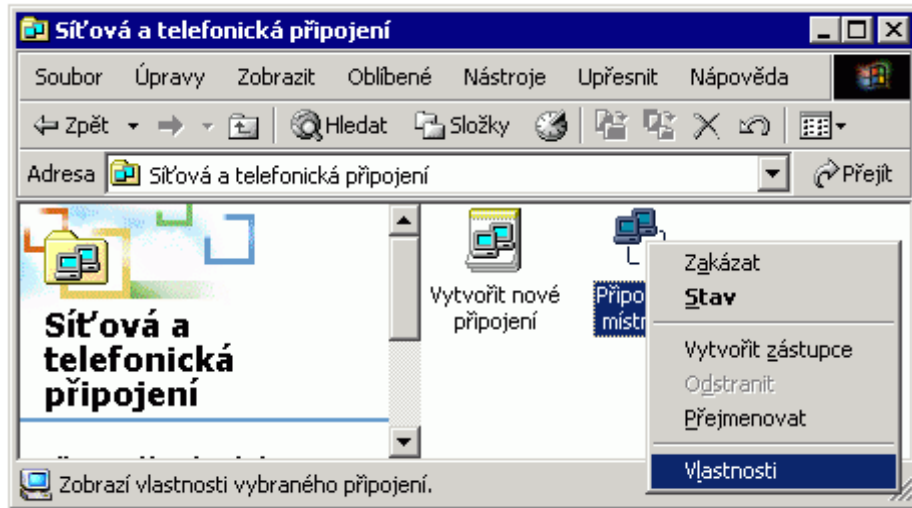 Síťová a telefonická připojení
Soubor Úpravy Zobrazit Oblíbené Nástroje Upřesnit Nápověda
Zpět Hledat Složky
Adresa Síťová a telefonická připojení Přejít
Síťová a
telefonická
připojení
Vytvořit nové
připojení
Zakázat
Stav
Vytvořit zástupce
Odstranit
Přejmenovat
Vlastnosti
Zobrazí vlastnosti vybraného připojení.